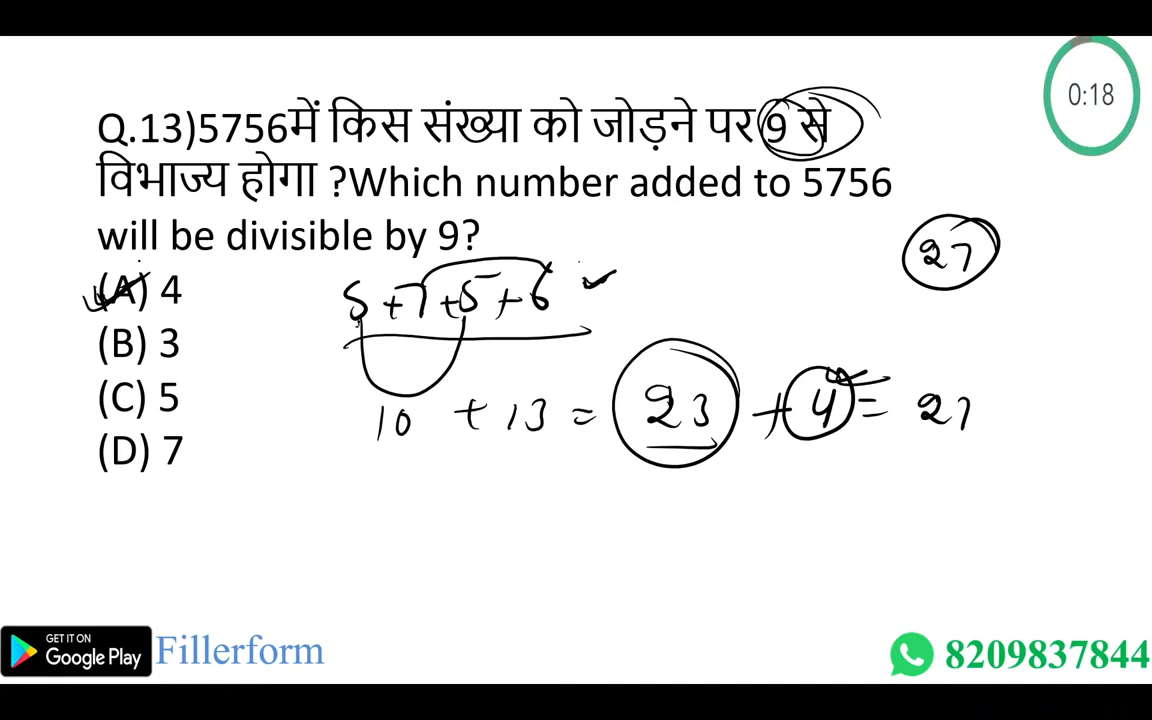 0:18
Q.13)5756में किस संख्या को जोड़ने पर 9 से
विभाज्य होगा ?Which number added to 5756
will be divisible by 9?
27
(A) 4
5+7+5+6
(B) 3
(C) 5
10 + 13 = 23 + 4 = 27
(D) 7
GET IT ON
Google Play
Fillerform
8209837844